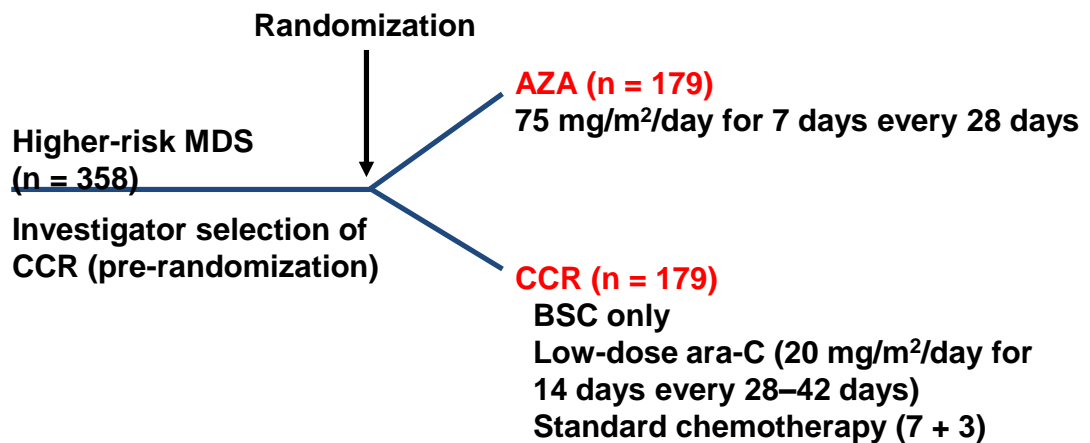 Randomization
AZA (n = 179)
75 mg/m²/day for 7 days every 28 days
Higher-risk MDS
(n = 358)
Investigator selection of
CCR (pre-randomization)
CCR (n = 179)
BSC only
Low-dose ara-C (20 mg/m²/day for
14 days every 28–42 days)
Standard chemotherapy (7 + 3)